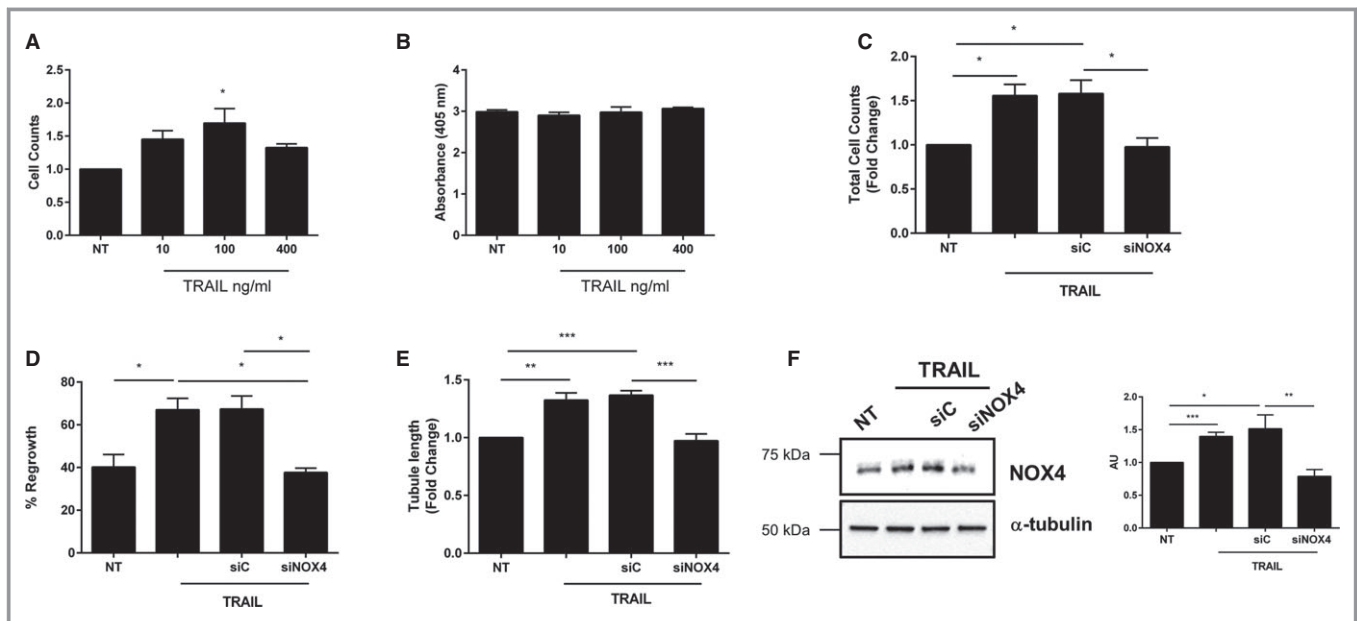 A
Cell Counts
2.5
2.0
1.5
1.0
0.5
0.0
*
NT 10 100 400
TRAIL ng/ml
B
Absorbance (405 nm)
4
3
2
1
0
NT 10 100 400
TRAIL ng/ml
C
Total Cell Counts
(Fold Change)
2.0
1.5
1.0
0.5
0.0
*
* *
NT siC siNOX4
TRAIL
D
% Regrowth
80
60
40
20
0
*
* *
NT siC siNOX4
TRAIL
E
Tubule length
(Fold Change)
1.5
1.0
0.5
0.0
***
** ***
NT siC siNOX4
TRAIL
F
TRAIL
NT siC siNOX4
75 kDa
NOX4
50 kDa
α-tubulin
AU
2.0
1.5
1.0
0.5
0.0
* **
***
NT siC siNOX4
TRAIL